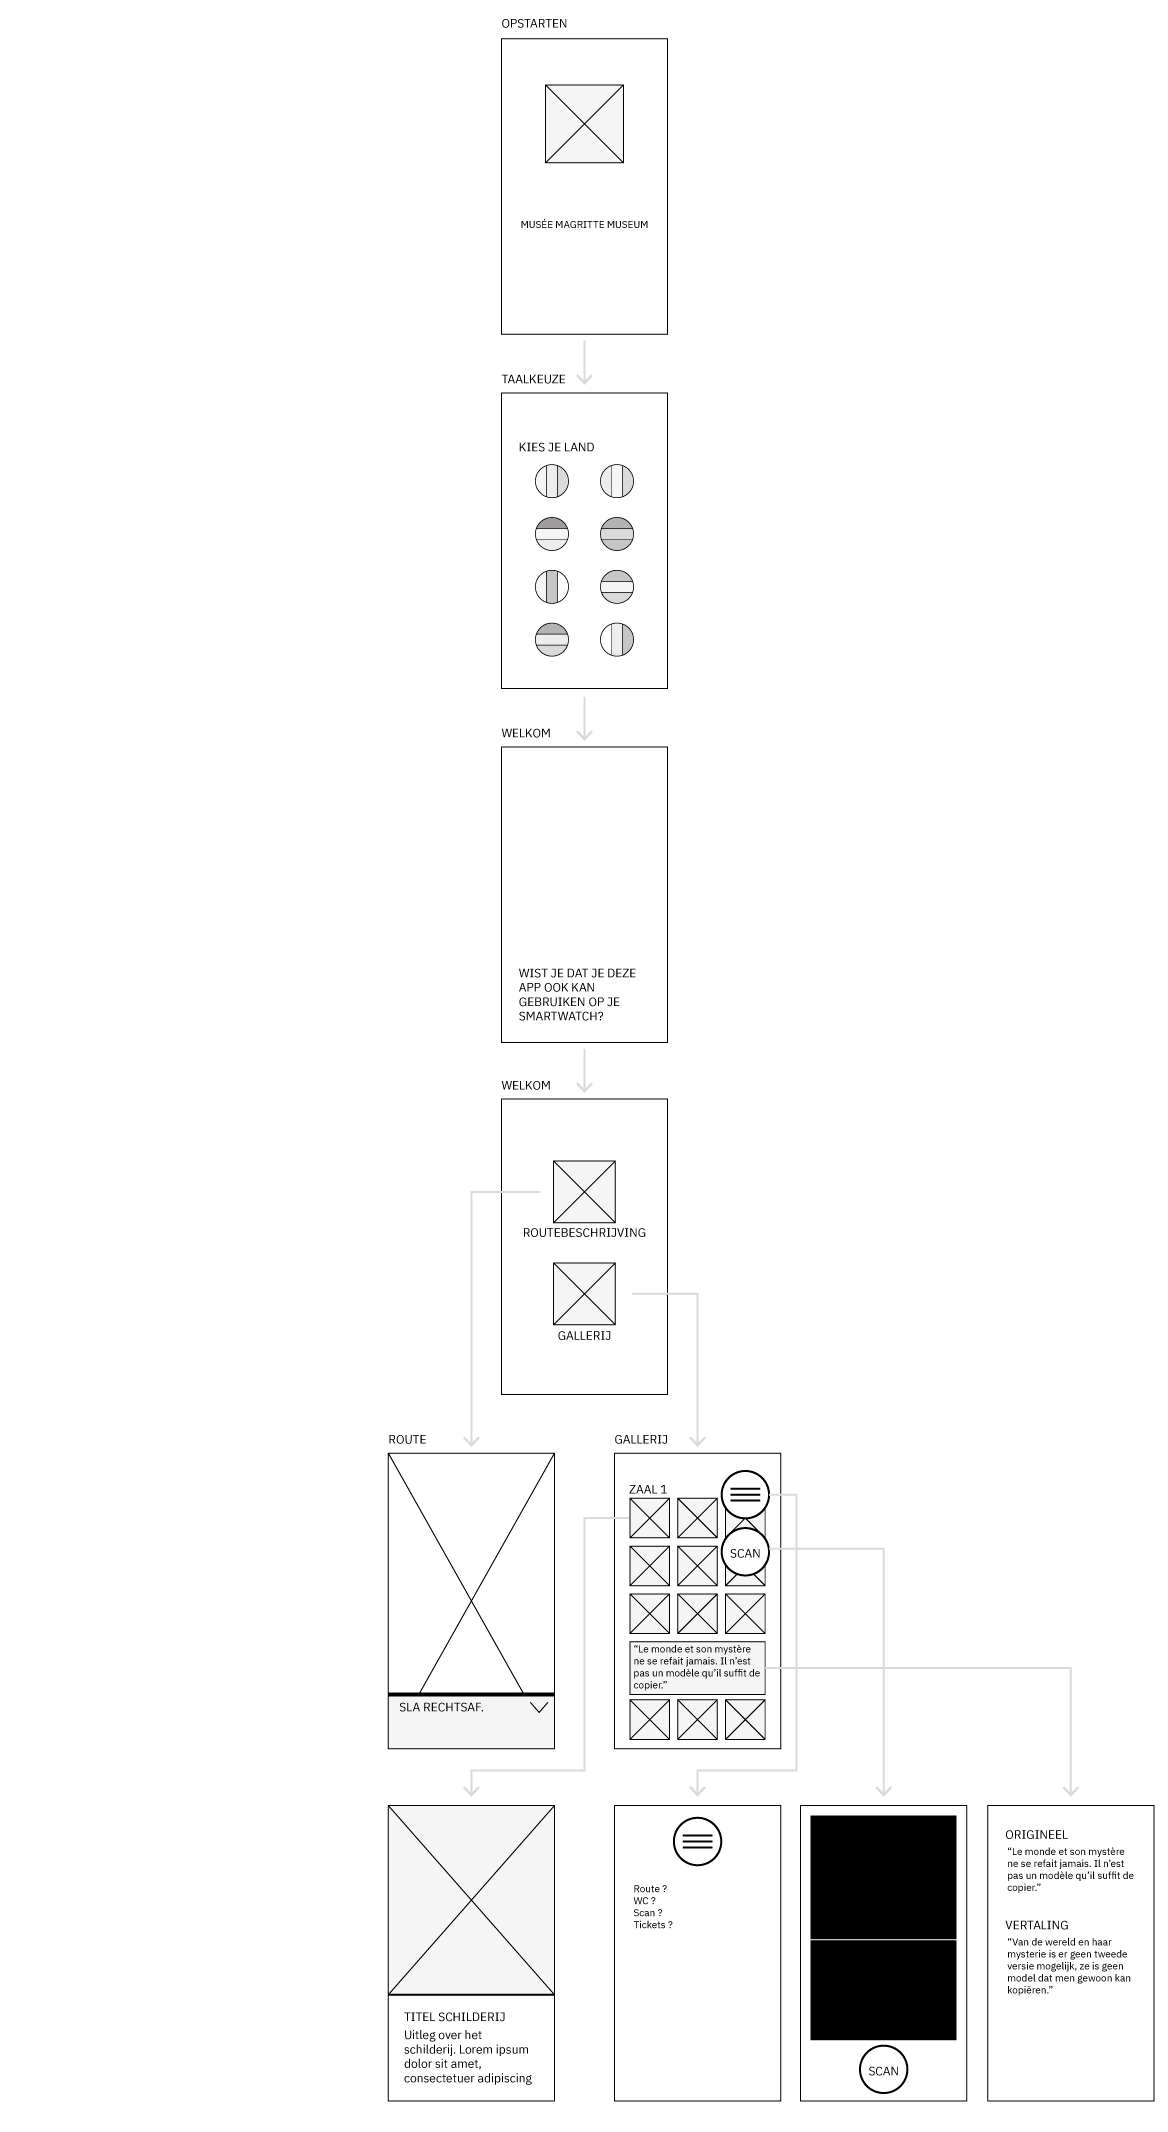 OPSTARTEN
MUSÉE MAGRITTE MUSEUM
TAALKEUZE
KIES JE LAND
WELKOM
WIST JE DAT JE DEZE
APP OOK KAN
GEBRUIKEN OP JE
SMARTWATCH?
WELKOM
ROUTEBESCHRIJVING
GALLERIJ
ROUTE
SLA RECHTSAF.
GALLERIJ
ZAAL 1
SCAN
“Le monde et son mystère
ne se refait jamais. Il n’est
pas un modèle qu’il suffit de
copier.”
TITEL SCHILDERIJ
Uitleg over het
schilderij. Lorem ipsum
dolor sit amet,
consectetuer adipiscing
Route ?
WC ?
Scan ?
Tickets ?
SCAN
ORIGINEEL
“Le monde et son mystère
ne se refait jamais. Il n’est
pas un modèle qu’il suffit de
copier.”
VERTALING
“Van de wereld en haar
mysterie is er geen tweede
versie mogelijk, ze is geen
model dat men gewoon kan
kopiëren.”